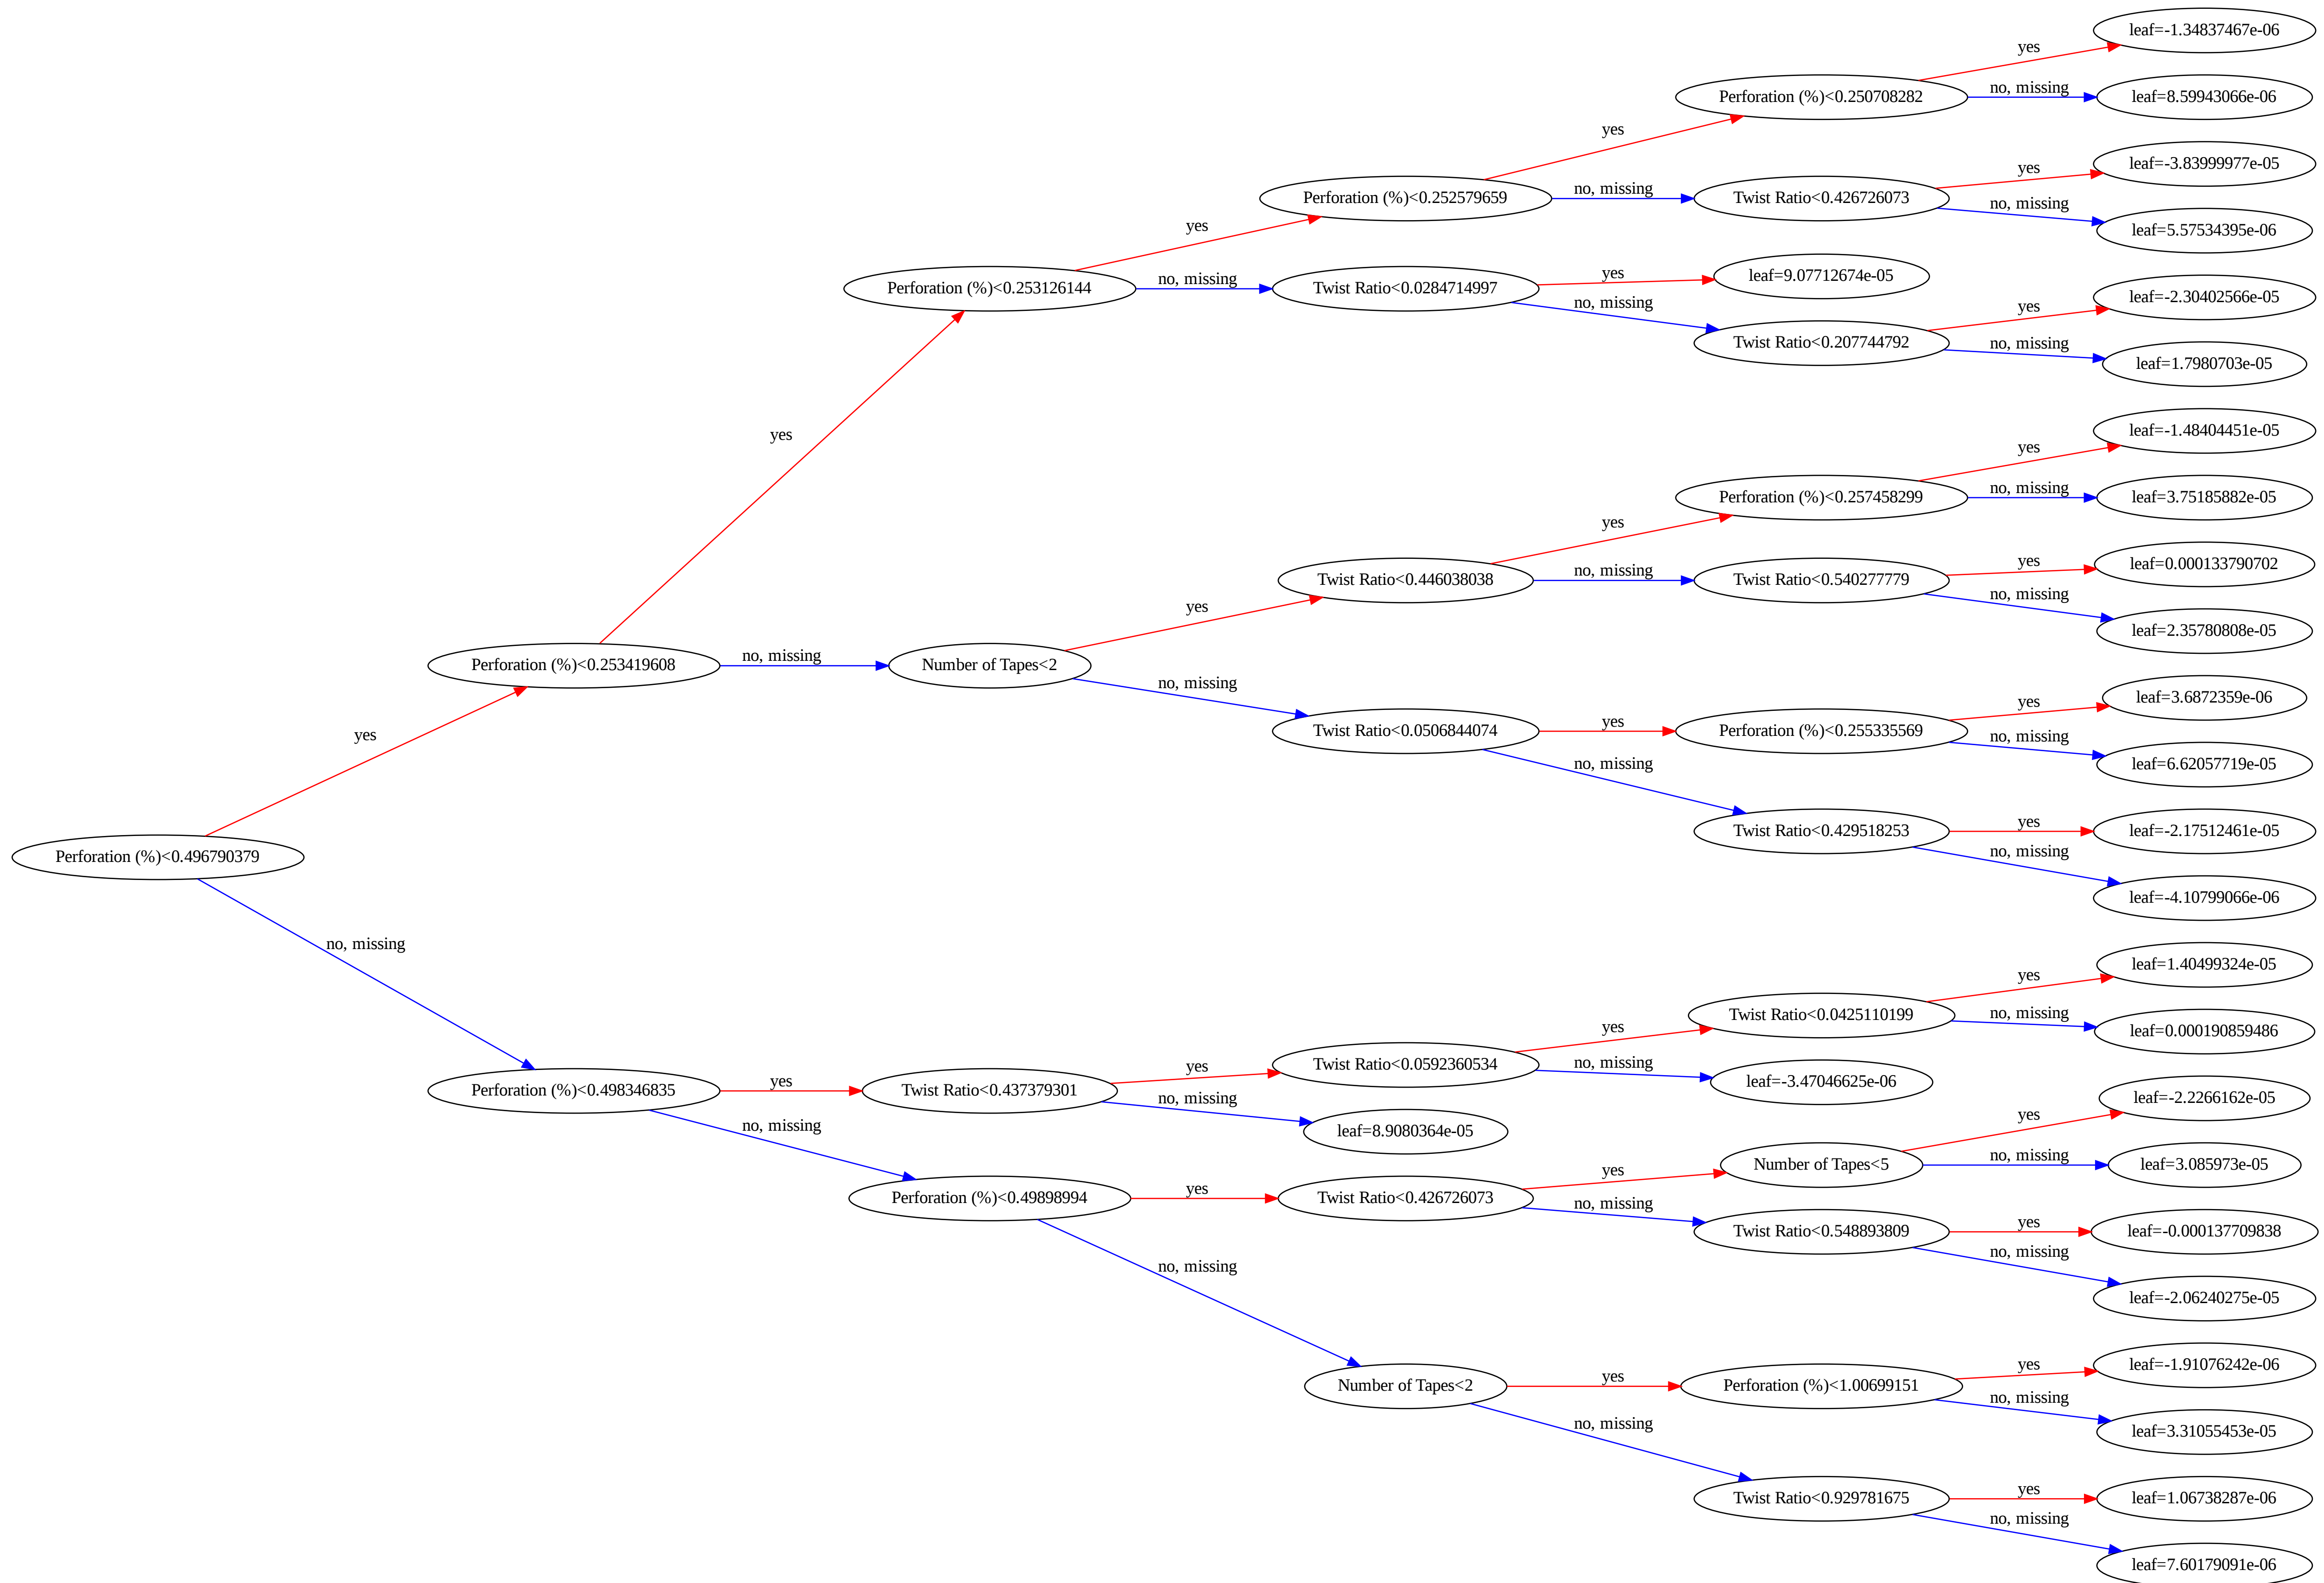 leaf=-1.34837467e-06
yes
Perforation (%)<0.250708282
no, missing
leaf=8.59943066e-06
yes
leaf=-3.83999977e-05
yes
Perforation (%)<0.252579659
no, missing
Twist Ratio<0.426726073
no, missing
leaf=5.57534395e-06
yes
Perforation (%)<0.253126144
no, missing
Twist Ratio<0.0284714997
yes
leaf=9.07712674e-05
no, missing
leaf=-2.30402566e-05
yes
Twist Ratio<0.207744792
no, missing
leaf=1.7980703e-05
yes
leaf=-1.48404451e-05
yes
Perforation (%)<0.257458299
no, missing
leaf=3.75185882e-05
yes
Twist Ratio<0.446038038
no, missing
Twist Ratio<0.540277779
yes
leaf=0.000133790702
no, missing
leaf=2.35780808e-05
yes
Perforation (%)<0.253419608
no, missing
Number of Tapes<2
no, missing
leaf=3.6872359e-06
yes
Twist Ratio<0.0506844074
yes
Perforation (%)<0.255335569
no, missing
leaf=6.62057719e-05
yes
no, missing
Twist Ratio<0.429518253
yes
leaf=-2.17512461e-05
no, missing
leaf=-4.10799066e-06
Perforation (%)<0.496790379
no, missing
leaf=1.40499324e-05
yes
Twist Ratio<0.0425110199
no, missing
leaf=0.000190859486
yes
Twist Ratio<0.0592360534
no, missing
leaf=-3.47046625e-06
yes
Perforation (%)<0.498346835
yes
Twist Ratio<0.437379301
no, missing
leaf=8.9080364e-05
no, missing
leaf=-2.2266162e-05
yes
Number of Tapes<5
no, missing
leaf=3.085973e-05
yes
Perforation (%)<0.49898994
yes
Twist Ratio<0.426726073
no, missing
Twist Ratio<0.548893809
yes
leaf=-0.000137709838
no, missing
leaf=-2.06240275e-05
no, missing
leaf=-1.91076242e-06
yes
Number of Tapes<2
yes
Perforation (%)<1.00699151
no, missing
leaf=3.31055453e-05
no, missing
Twist Ratio<0.929781675
yes
leaf=1.06738287e-06
no, missing
leaf=7.60179091e-06